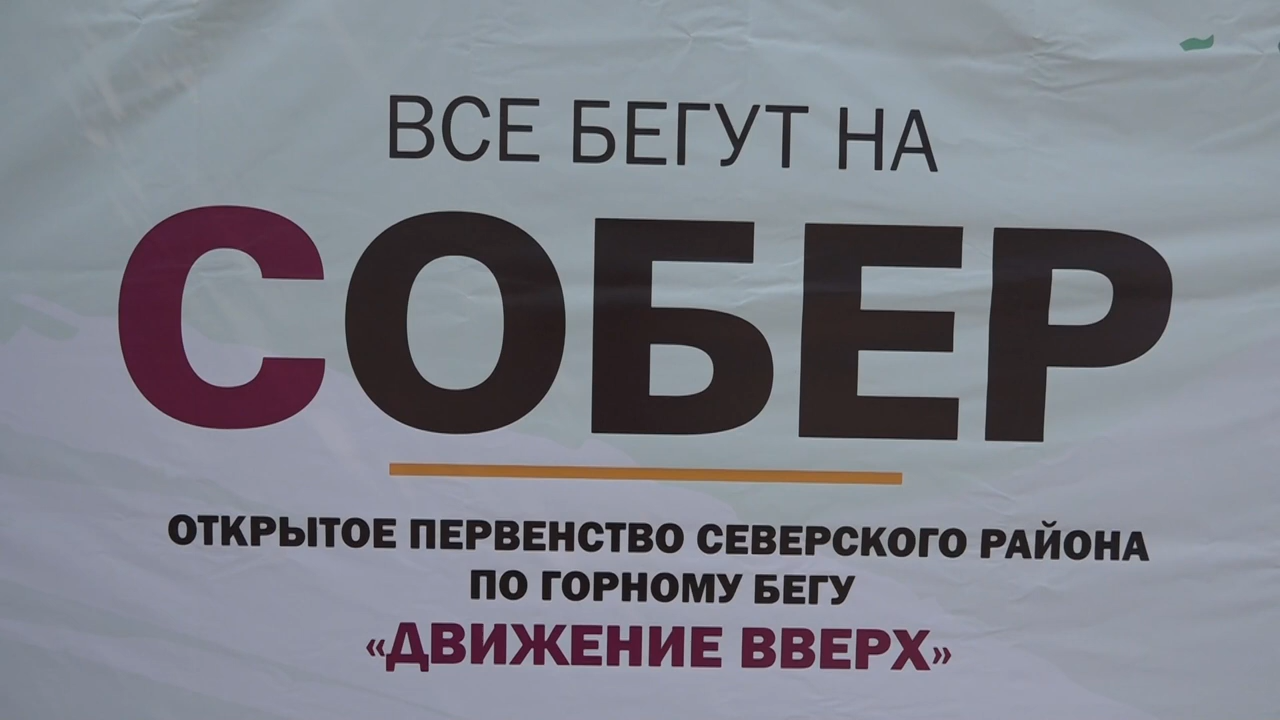 ВСЕ БЕГУТ НА
СОБЕР
ОТКРЫТОЕ ПЕРВЕНСТВО СЕВЕРСКОГО РАЙОНА
ПО ГОРНОМУ БЕГУ
«ДВИЖЕНИЕ ВВЕРХ»